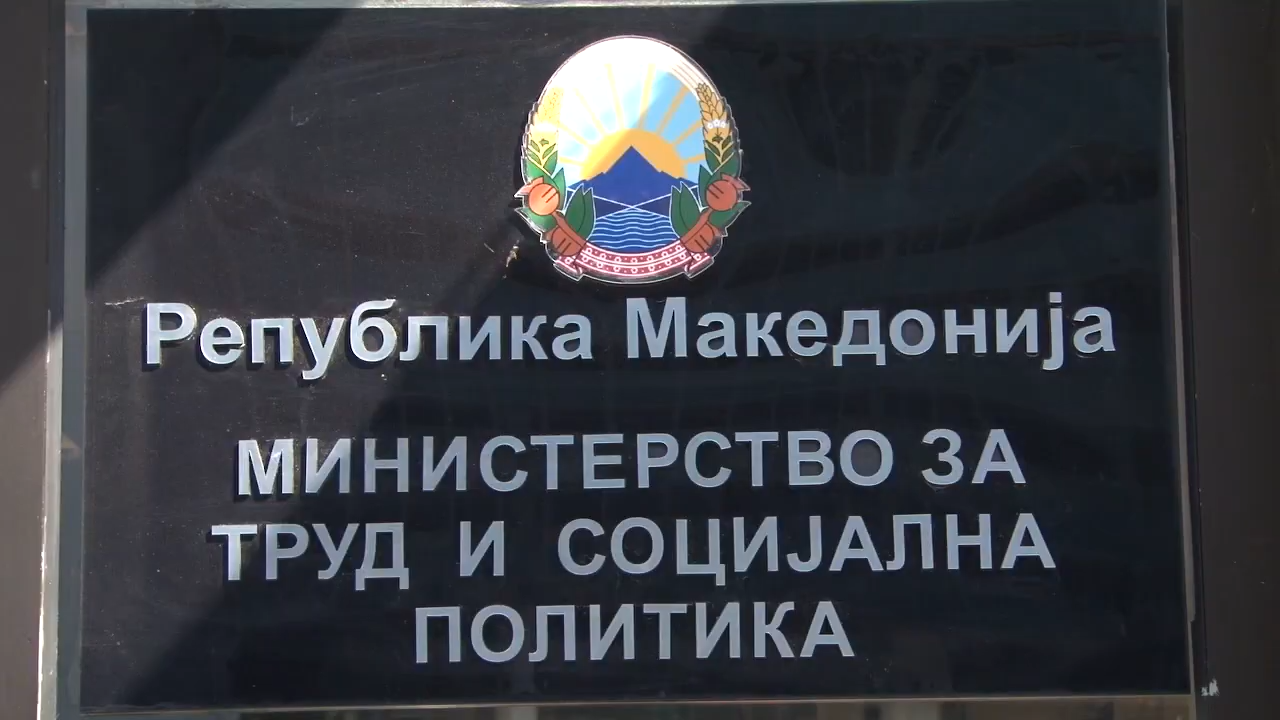 Република Македонија
МИНИСТЕРСТВО ЗА
ТРУД И СОЦИЈАЛНА
ПОЛИТИКА